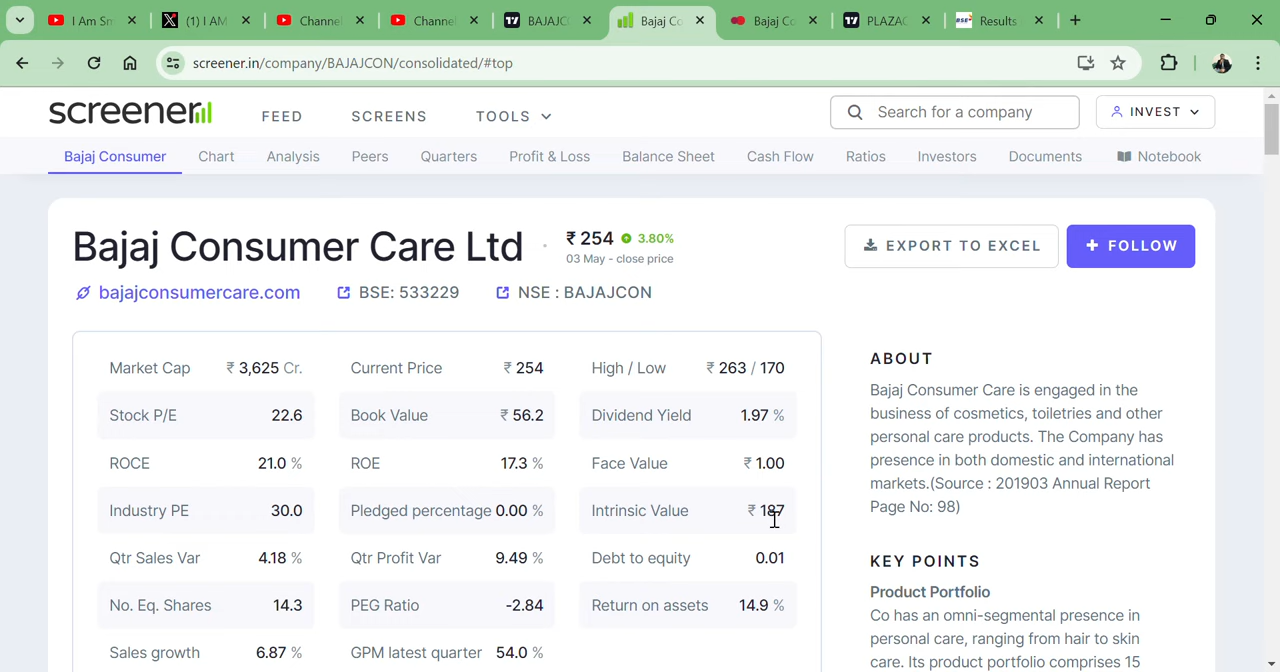 I Am Sm
(1) I AM
Channel
Channel
BAJAJC
Bajaj Co
Bajaj Co
PLAZAC
BSE Results
screener.in/company/BAJAJCON/consolidated/#top
screener
FEED
SCREENS
TOOLS
Search for a company
INVEST
Bajaj Consumer
Chart
Analysis
Peers
Quarters
Profit & Loss
Balance Sheet
Cash Flow
Ratios
Investors
Documents
Notebook
Bajaj Consumer Care Ltd
₹ 254 3.80%
03 May - close price
EXPORT TO EXCEL
+ FOLLOW
bajajconsumercare.com
BSE: 533229
NSE : BAJAJCON
Market Cap ₹ 3,625 Cr.
Current Price ₹ 254
High / Low ₹ 263 / 170
Stock P/E 22.6
Book Value ₹ 56.2
Dividend Yield 1.97 %
ROCE 21.0 %
ROE 17.3 %
Face Value ₹ 1.00
Industry PE 30.0
Pledged percentage 0.00 %
Intrinsic Value ₹ 187
Qtr Sales Var 4.18 %
Qtr Profit Var 9.49 %
Debt to equity 0.01
No. Eq. Shares 14.3
PEG Ratio -2.84
Return on assets 14.9 %
Sales growth 6.87 %
GPM latest quarter 54.0 %
ABOUT
Bajaj Consumer Care is engaged in the
business of cosmetics, toiletries and other
personal care products. The Company has
presence in both domestic and international
markets.(Source : 201903 Annual Report
Page No: 98)
KEY POINTS
Product Portfolio
Co has an omni-segmental presence in
personal care, ranging from hair to skin
care. Its product portfolio comprises 15